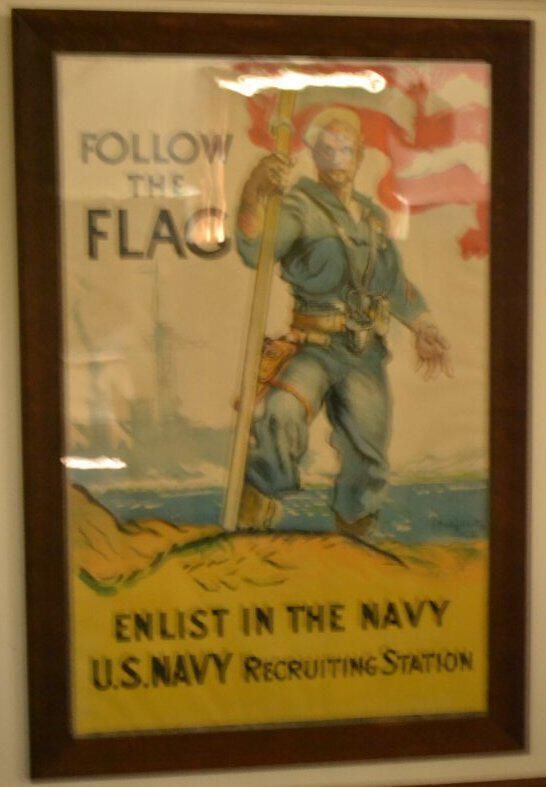 FOLLOW
THE
FLAG
ENLIST IN THE NAVY
U.S. NAVY RECRUITING STATION